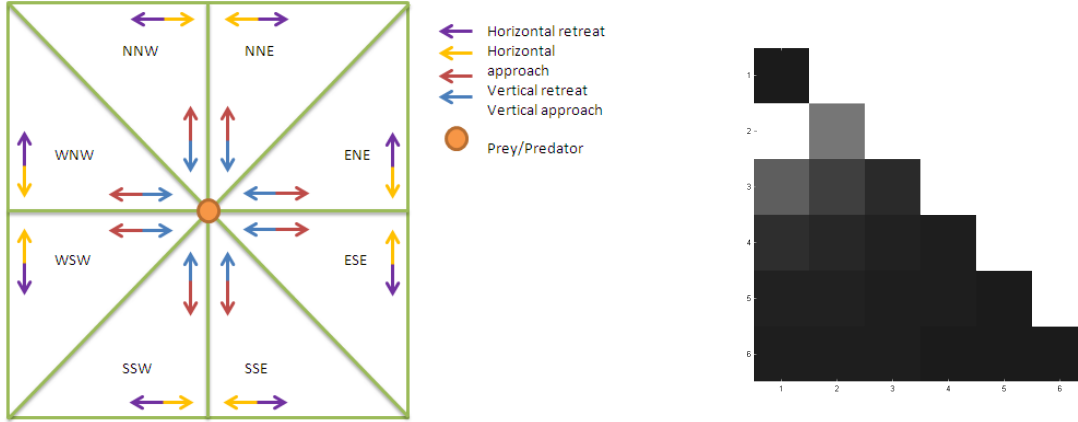 NNW NNE
WNW ENE
WSW ESE
SSW SSE
Horizontal retreat
Horizontal
approach
Vertical retreat
Vertical approach
Prey/Predator
1
2
3
4
5
6
1 2 3 4 5 6